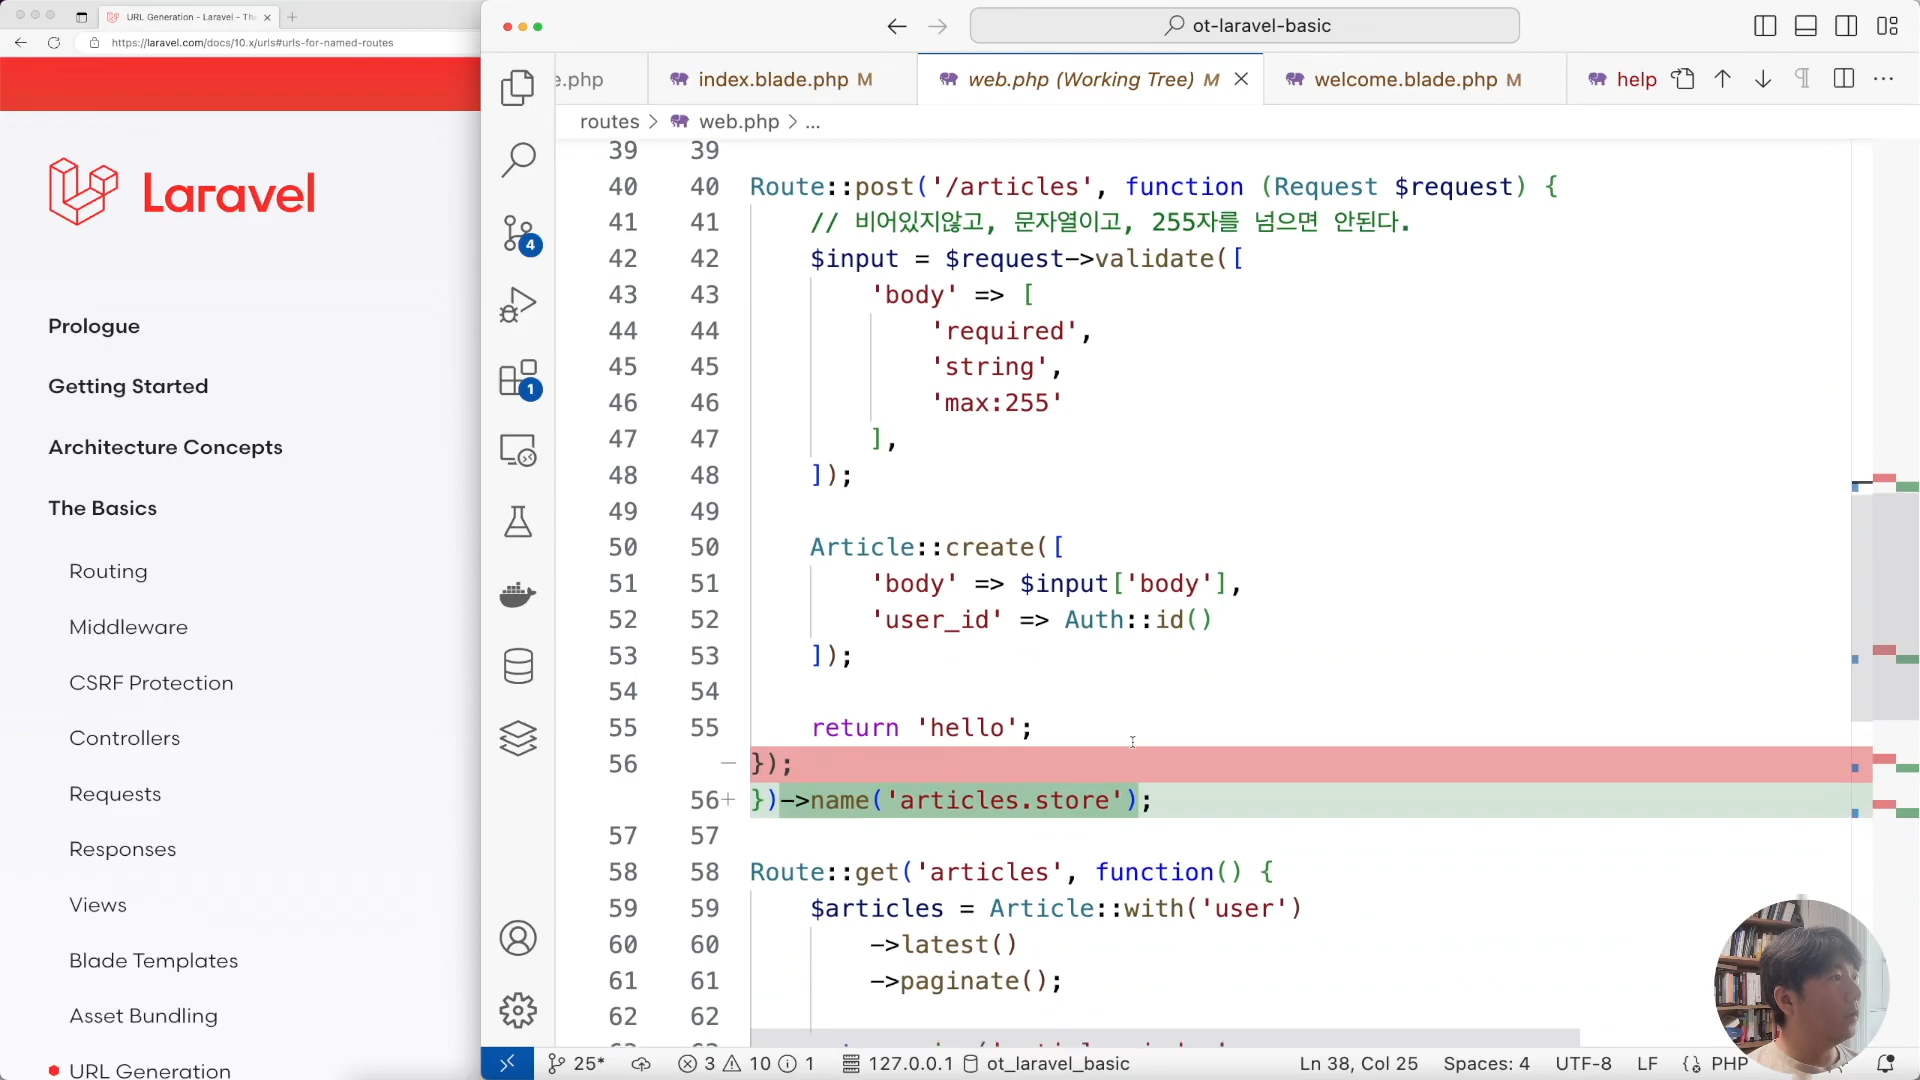 URL Generation - Laravel - Th
https://laravel.com/docs/10.x/urls#urls-for-named-routes
Laravel
Prologue
Getting Started
Architecture Concepts
The Basics
Routing
Middleware
CSRF Protection
Controllers
Requests
Responses
Views
Blade Templates
Asset Bundling
URL Generation
ot-laravel-basic
e.php
index.blade.php M
web.php (Working Tree) M
welcome.blade.php M
help
routes > web.php > ...
4
1
39 39
40 40 Route::post('/articles', function (Request $request) {
41 41 // 비어있지않고, 문자열이고, 255자를 넘으면 안된다.
42 42 $input = $request->validate([
43 43 'body' => [
44 44 'required',
45 45 'string',
46 46 'max:255'
47 47 ],
48 48 ]);
49 49
50 50 Article::create([
51 51 'body' => $input['body'],
52 52 'user_id' => Auth::id()
53 53 ]);
54 54
55 55 return 'hello';
56 − });
56+ })->name('articles.store');
57 57
58 58 Route::get('articles', function() {
59 59 $articles = Article::with('user')
60 60 ->latest()
61 61 ->paginate();
62 62
25* 3 10 1 127.0.0.1 ot_laravel_basic Ln 38, Col 25 Spaces: 4 UTF-8 LF {} PHP